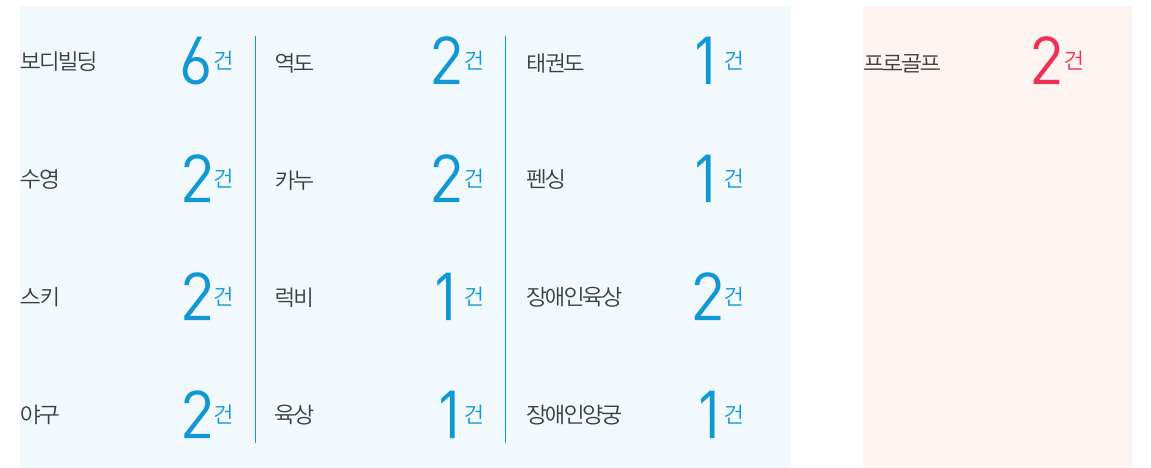 보디빌딩 6건 역도 2건 태권도 1건 프로골프 2건
수영 2건 카누 2건 펜싱 1건
스키 2건 럭비 1건 장애인육상 2건
야구 2건 육상 1건 장애인양궁 1건